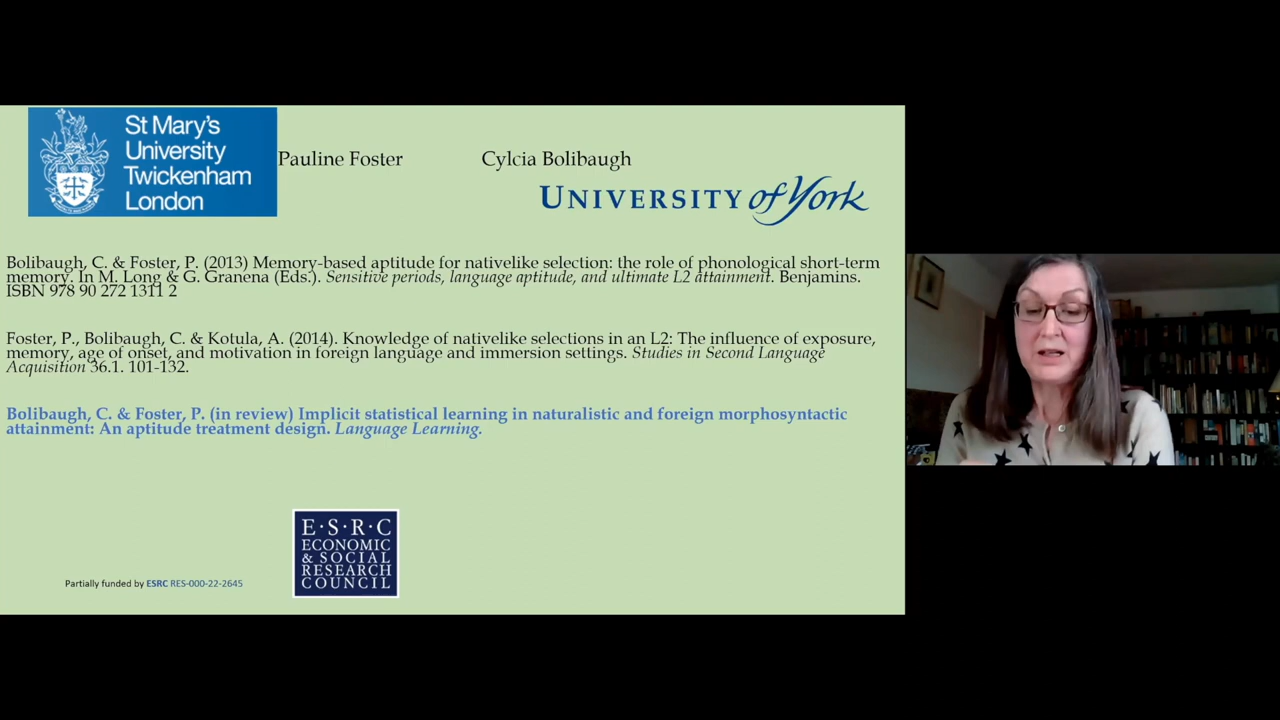 St Mary's
University
Twickenham
London
Pauline Foster
Cylcia Bolibaugh
UNIVERSITY of York
Bolibaugh, C. & Foster, P. (2013) Memory-based aptitude for nativelike selection: the role of phonological short-term
memory. In M. Long & G. Granena (Eds.). Sensitive periods, language aptitude, and ultimate L2 attainment. Benjamins.
ISBN 978 90 272 1311 2
Foster, P., Bolibaugh, C. & Kotula, A. (2014). Knowledge of nativelike selections in an L2: The influence of exposure,
memory, age of onset, and motivation in foreign language and immersion settings. Studies in Second Language
Acquisition 36.1. 101-132.
Bolibaugh, C. & Foster, P. (in review) Implicit statistical learning in naturalistic and foreign morphosyntactic
attainment: An aptitude treatment design. Language Learning.
E·S·R·C
ECONOMIC
& SOCIAL
RESEARCH
COUNCIL
Partially funded by ESRC RES-000-22-2645